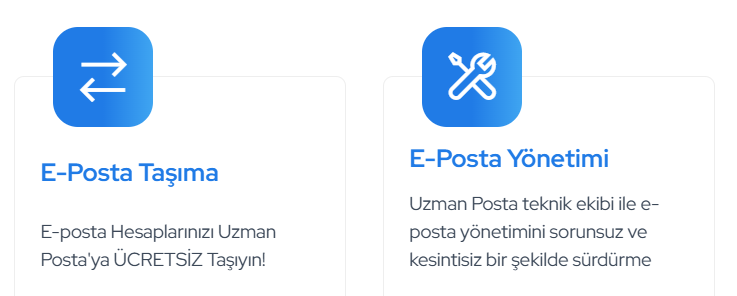 E-Posta Taşıma
E-posta Hesaplarınızı Uzman
Posta'ya ÜCRETSİZ Taşıyın!
E-Posta Yönetimi
Uzman Posta teknik ekibi ile e-
posta yönetimini sorunsuz ve
kesintisiz bir şekilde sürdürme